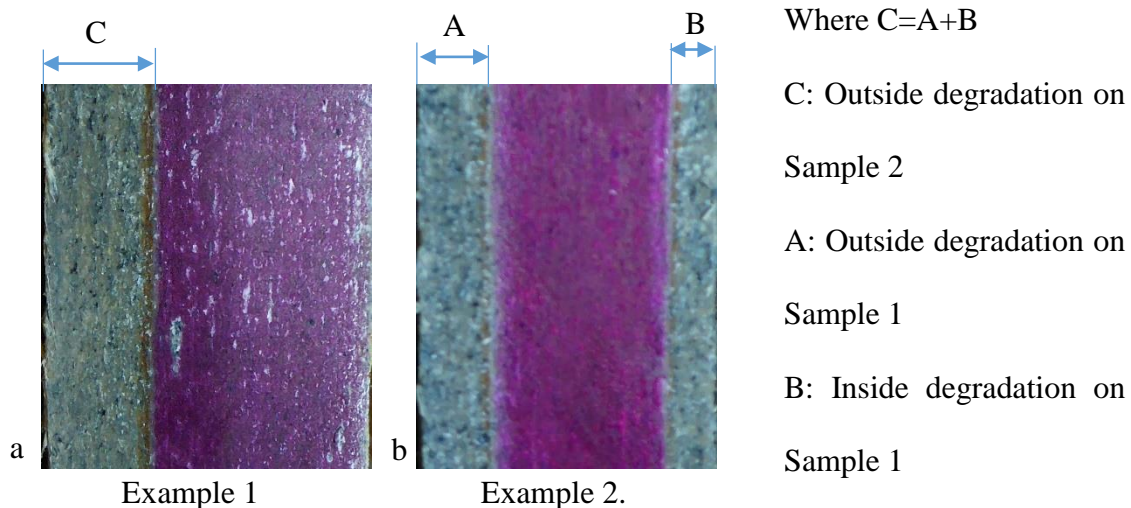 C
A
B
Where C=A+B
C: Outside degradation on
Sample 2
A: Outside degradation on
Sample 1
B: Inside degradation on
Sample 1
a
b
Example 1
Example 2.